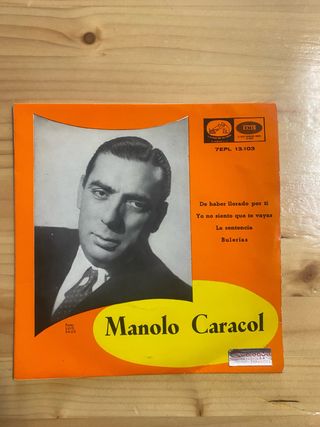 7EPL 13.103
De haber llorado por ti
Yo no siento que te vayas
La sentencia
Bulerías
Manolo Caracol